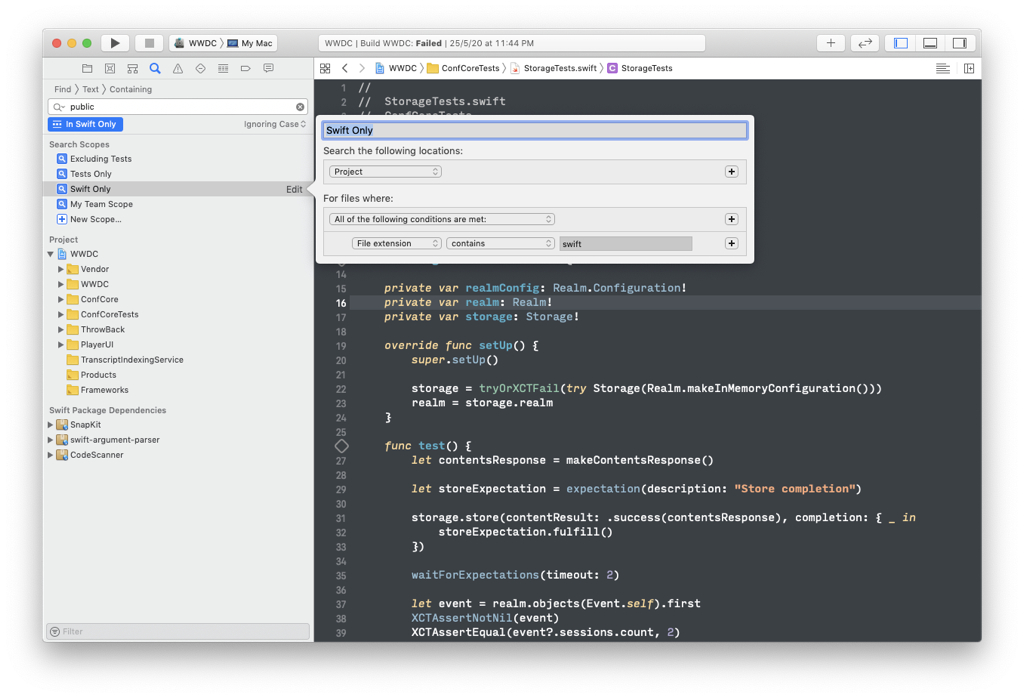 WWDC 〉 My Mac
WWDC | Build WWDC: Failed | 25/5/20 at 11:44 PM
WWDC 〉 ConfCoreTests 〉 StorageTests.swift 〉 C StorageTests
Find 〉 Text 〉 Containing
public
In Swift Only
Ignoring Case
Search Scopes
Excluding Tests
Tests Only
Swift Only
Edit
My Team Scope
New Scope...
Project
WWDC
Vendor
WWDC
ConfCore
ConfCoreTests
ThrowBack
PlayerUI
TranscriptIndexingService
Products
Frameworks
Swift Package Dependencies
SnapKit
swift-argument-parser
CodeScanner
Filter
1 //
2 //  StorageTests.swift
Swift Only
Search the following locations:
Project
For files where:
All of the following conditions are met:
File extension contains swift
14
15 private var realmConfig: Realm.Configuration!
16 private var realm: Realm!
17 private var storage: Storage!
18
19 override func setUp() {
20 super.setUp()
21
22 storage = tryOrXCTFail(try Storage(Realm.makeInMemoryConfiguration()))
23 realm = storage.realm
24 }
25
func test() {
27 let contentsResponse = makeContentsResponse()
28
29 let storeExpectation = expectation(description: "Store completion")
30
31 storage.store(contentResult: .success(contentsResponse), completion: { _ in
32 storeExpectation.fulfill()
33 })
34
35 waitForExpectations(timeout: 2)
36
37 let event = realm.objects(Event.self).first
38 XCTAssertNotNil(event)
39 XCTAssertEqual(event?.sessions.count, 2)